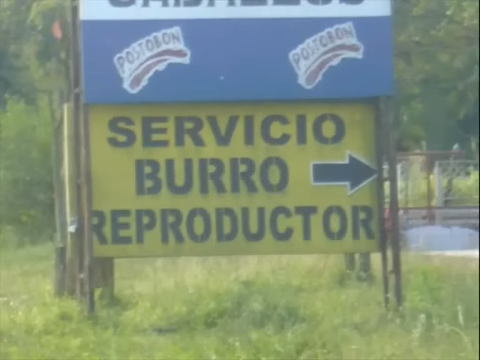 CABALLOS
POSTOBON POSTOBON
SERVICIO
BURRO
REPRODUCTOR